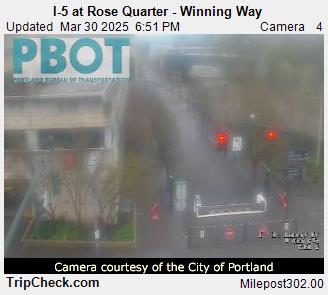 I-5 at Rose Quarter - Winning Way
Updated Mar 30 2025 6:51 PM Camera 4
PBOT
PORTLAND BUREAU OF TRANSPORTATION
Camera courtesy of the City of Portland
TripCheck.com Milepost302.00